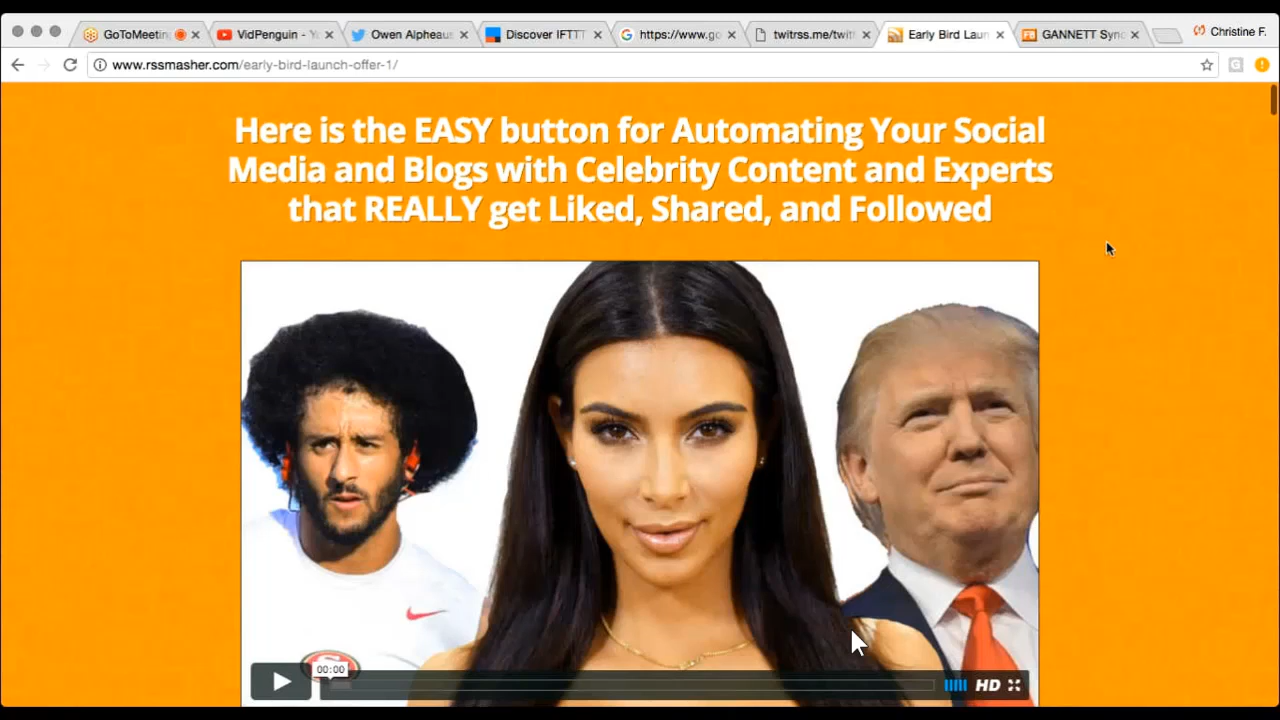 GoToMeetin
VidPenguin - Y
Owen Alpheaus
Discover IFTTT
https://www.go
twitrss.me/twit
Early Bird Laun
GANNETT Sync
Christine F.
www.rssmasher.com/early-bird-launch-offer-1/
Here is the EASY button for Automating Your Social
Media and Blogs with Celebrity Content and Experts
that REALLY get Liked, Shared, and Followed
00:00
HD